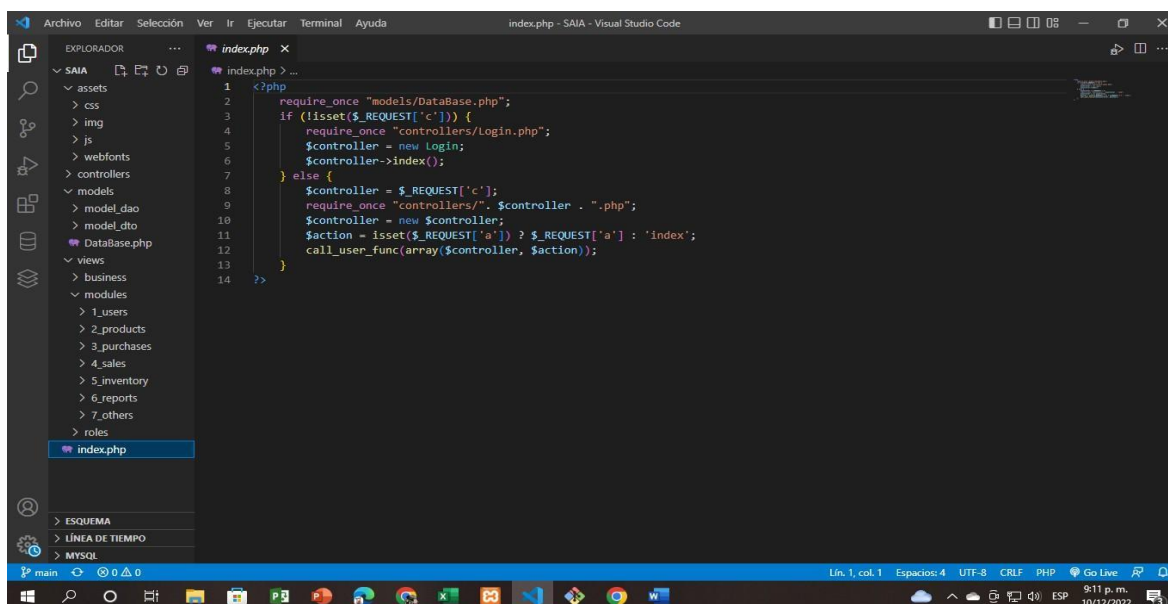 Archivo Editar Selección Ver Ir Ejecutar Terminal Ayuda index.php - SAIA - Visual Studio Code
EXPLORADOR ...
SAIA
assets
css
img
js
webfonts
controllers
models
model_dao
model_dto
DataBase.php
views
business
modules
1_users
2_products
3_purchases
4_sales
5_inventory
6_reports
7_others
roles
index.php
ESQUEMA
LÍNEA DE TIEMPO
MYSQL
index.php
index.php > ...
1 <?php
2 require_once "models/DataBase.php";
3 if (!isset($_REQUEST['c'])) {
4 require_once "controllers/Login.php";
5 $controller = new Login;
6 $controller->index();
7 } else {
8 $controller = $_REQUEST['c'];
9 require_once "controllers/". $controller . ".php";
10 $controller = new $controller;
11 $action = isset($_REQUEST['a']) ? $_REQUEST['a'] : 'index';
12 call_user_func(array($controller, $action));
13 }
14 ?>
main 0 0 Lín. 1, col. 1 Espacios: 4 UTF-8 CRLF PHP Go Live
ESP 9:11 p. m.
10/12/2022